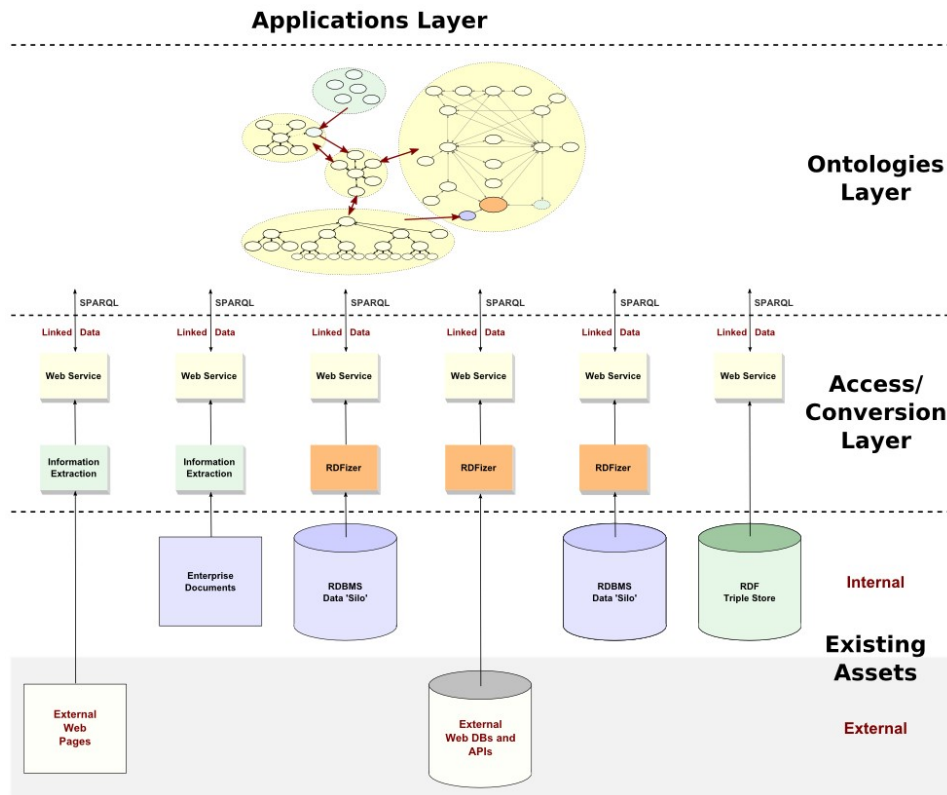 Applications Layer
Ontologies
Layer
SPARQL SPARQL SPARQL SPARQL SPARQL SPARQL
Linked Data Linked Data Linked Data Linked Data Linked Data Linked Data
Web Service Web Service Web Service Web Service Web Service Web Service
Access/
Conversion
Layer
Information
Extraction
Information
Extraction
RDFizer RDFizer RDFizer
Enterprise
Documents
RDBMS
Data 'Silo'
RDBMS
Data 'Silo'
RDF
Triple Store
Internal
Existing
Assets
External
Web
Pages
External
Web DBs and
APIs
External